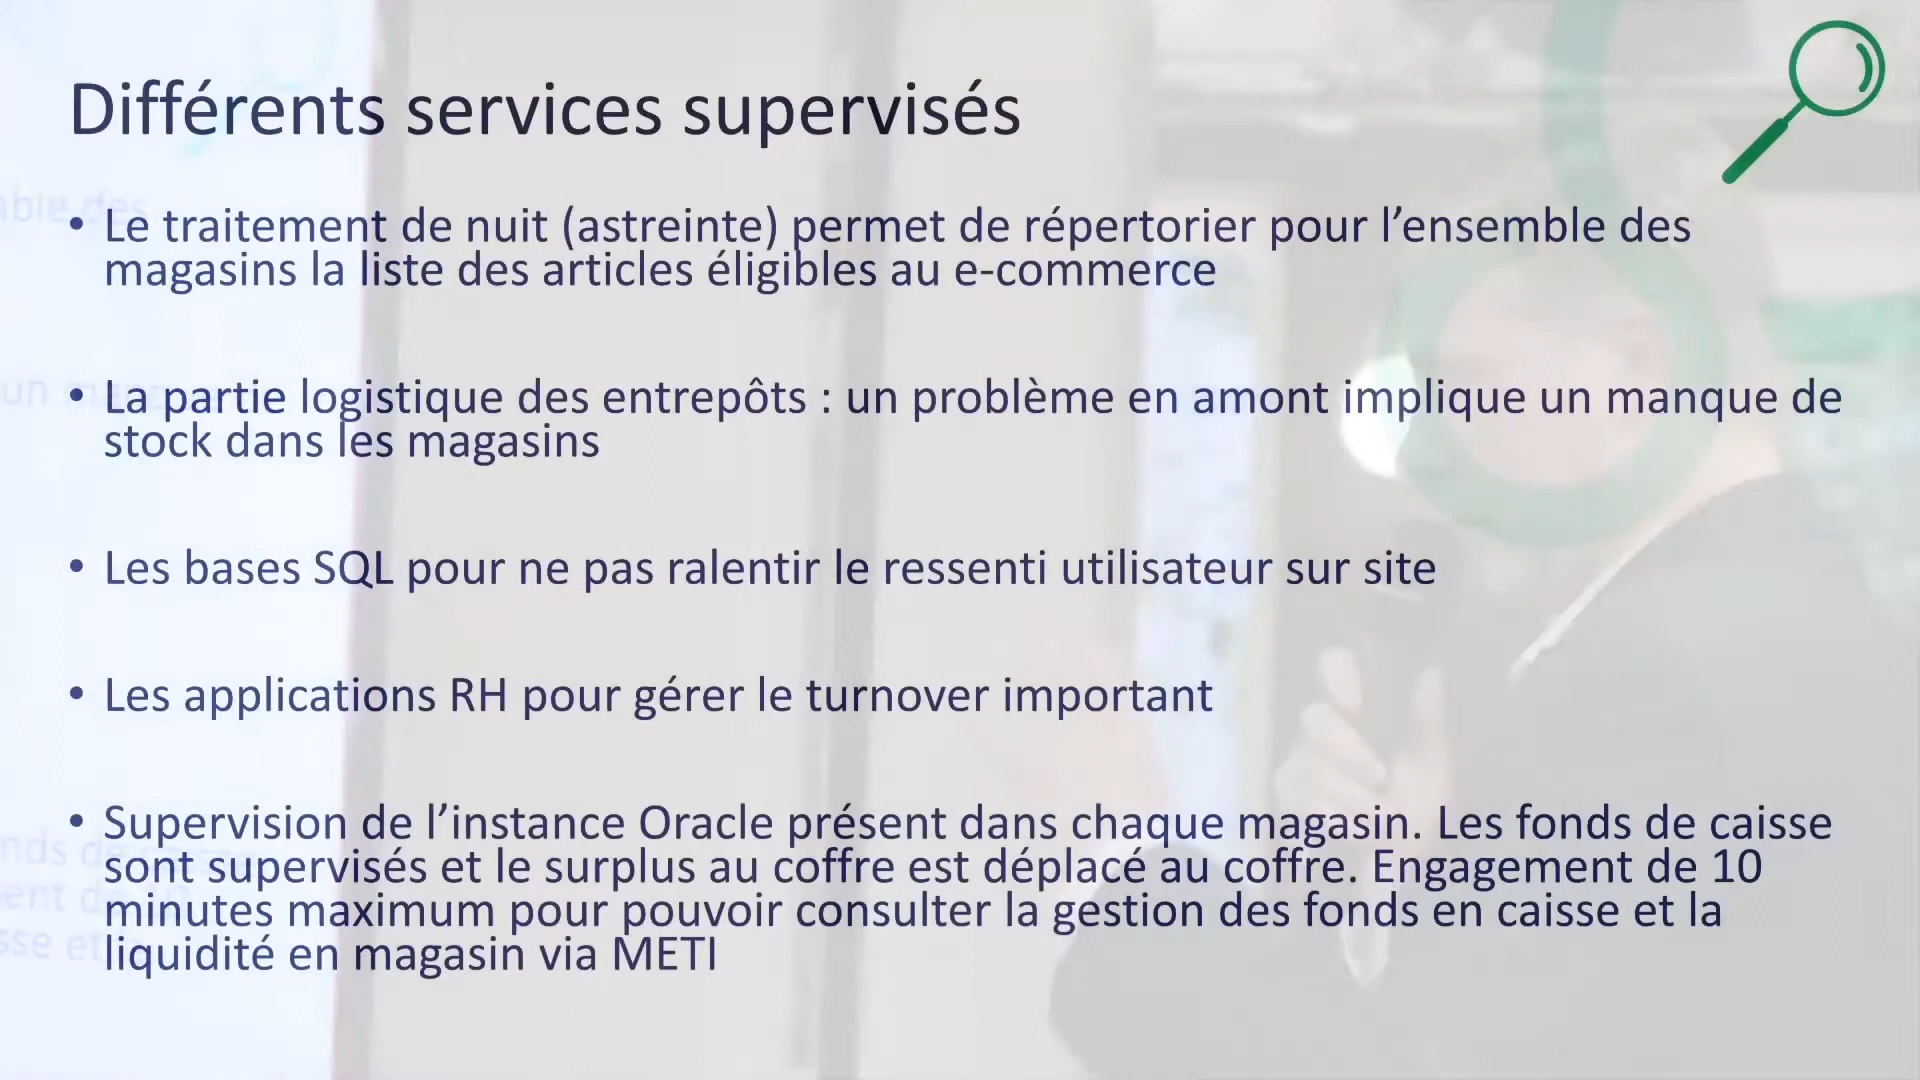 Différents services supervisés
• Le traitement de nuit (astreinte) permet de répertorier pour l’ensemble des
magasins la liste des articles éligibles au e-commerce
• La partie logistique des entrepôts : un problème en amont implique un manque de
stock dans les magasins
• Les bases SQL pour ne pas ralentir le ressenti utilisateur sur site
• Les applications RH pour gérer le turnover important
• Supervision de l’instance Oracle présent dans chaque magasin. Les fonds de caisse
sont supervisés et le surplus au coffre est déplacé au coffre. Engagement de 10
minutes maximum pour pouvoir consulter la gestion des fonds en caisse et la
liquidité en magasin via METI